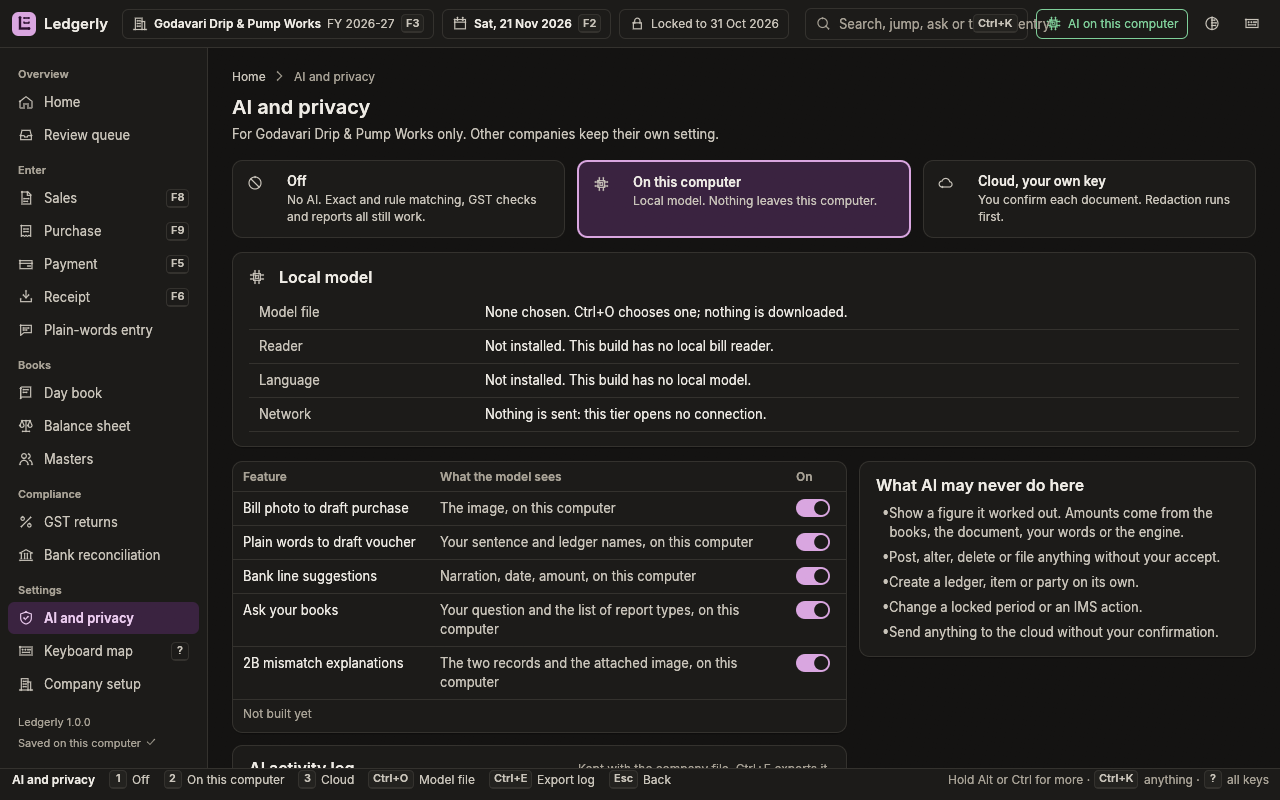 Ledgerly
Godavari Drip & Pump Works FY 2026-27 F3
Sat, 21 Nov 2026 F2
Locked to 31 Oct 2026
Search, jump, ask or t Ctrl+K entry
AI on this computer
Overview
Home
Review queue
Enter
Sales F8
Purchase F9
Payment F5
Receipt F6
Plain-words entry
Books
Day book
Balance sheet
Masters
Compliance
GST returns
Bank reconciliation
Settings
AI and privacy
Keyboard map ?
Company setup
Ledgerly 1.0.0
Saved on this computer
Home > AI and privacy
AI and privacy
For Godavari Drip & Pump Works only. Other companies keep their own setting.
Off
No AI. Exact and rule matching, GST checks
and reports all still work.
On this computer
Local model. Nothing leaves this computer.
Cloud, your own key
You confirm each document. Redaction runs
first.
Local model
Model file None chosen. Ctrl+O chooses one; nothing is downloaded.
Reader Not installed. This build has no local bill reader.
Language Not installed. This build has no local model.
Network Nothing is sent: this tier opens no connection.
Feature What the model sees On
Bill photo to draft purchase The image, on this computer
Plain words to draft voucher Your sentence and ledger names, on this computer
Bank line suggestions Narration, date, amount, on this computer
Ask your books Your question and the list of report types, on this
computer
2B mismatch explanations The two records and the attached image, on this
computer
Not built yet
What AI may never do here
•Show a figure it worked out. Amounts come from the
books, the document, your words or the engine.
•Post, alter, delete or file anything without your accept.
•Create a ledger, item or party on its own.
•Change a locked period or an IMS action.
•Send anything to the cloud without your confirmation.
AI activity log Kept with the company file. Ctrl+E exports it
AI and privacy 1 Off 2 On this computer 3 Cloud Ctrl+O Model file Ctrl+E Export log Esc Back
Hold Alt or Ctrl for more · Ctrl+K anything · ? all keys